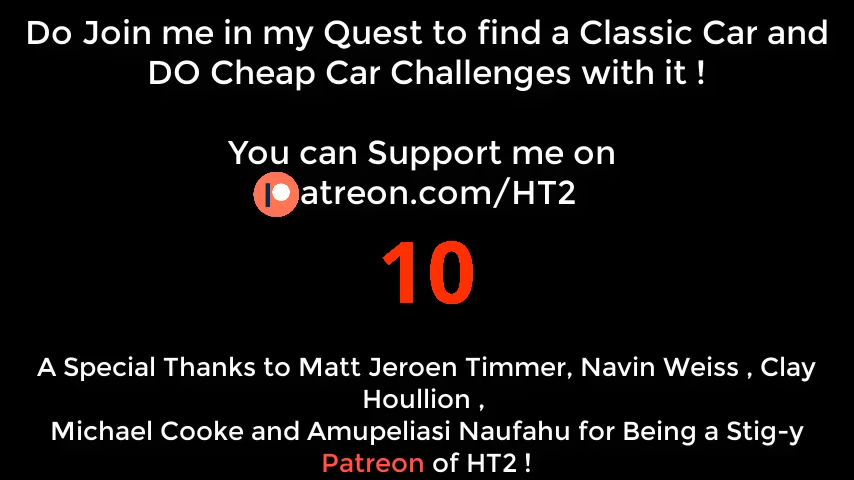 Do Join me in my Quest to find a Classic Car and
DO Cheap Car Challenges with it !
You can Support me on
Patreon.com/HT2
10
A Special Thanks to Matt Jeroen Timmer, Navin Weiss , Clay
Houllion ,
Michael Cooke and Amupeliasi Naufahu for Being a Stig-y
Patreon of HT2 !